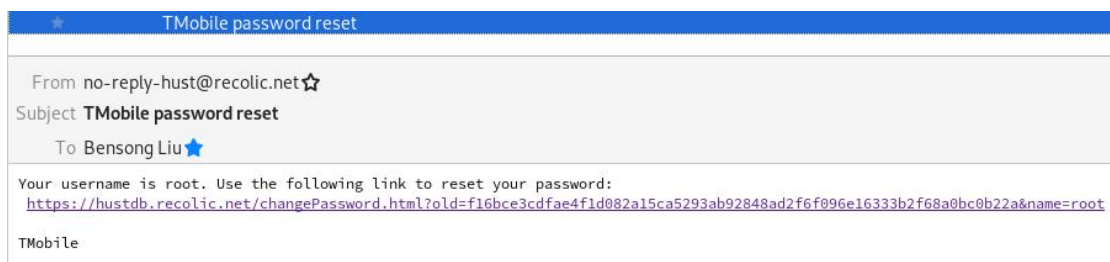 TMobile password reset
From no-reply-hust@recolic.net
Subject TMobile password reset
To Bensong Liu
Your username is root. Use the following link to reset your password:
https://hustdb.recolic.net/changePassword.html?old=f16bce3cdfae4f1d082a15ca5293ab92848ad2f6f096e16333b2f68a0bc0b22a&name=root
TMobile